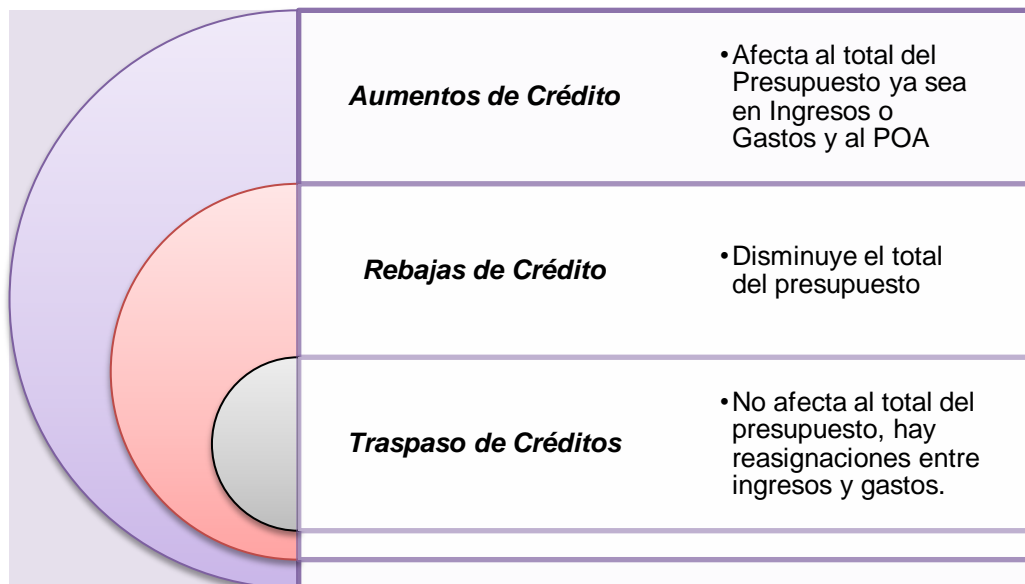 Aumentos de Crédito
•Afecta al total del
Presupuesto ya sea
en Ingresos o
Gastos y al POA
Rebajas de Crédito
•Disminuye el total
del presupuesto
Traspaso de Créditos
•No afecta al total del
presupuesto, hay
reasignaciones entre
ingresos y gastos.